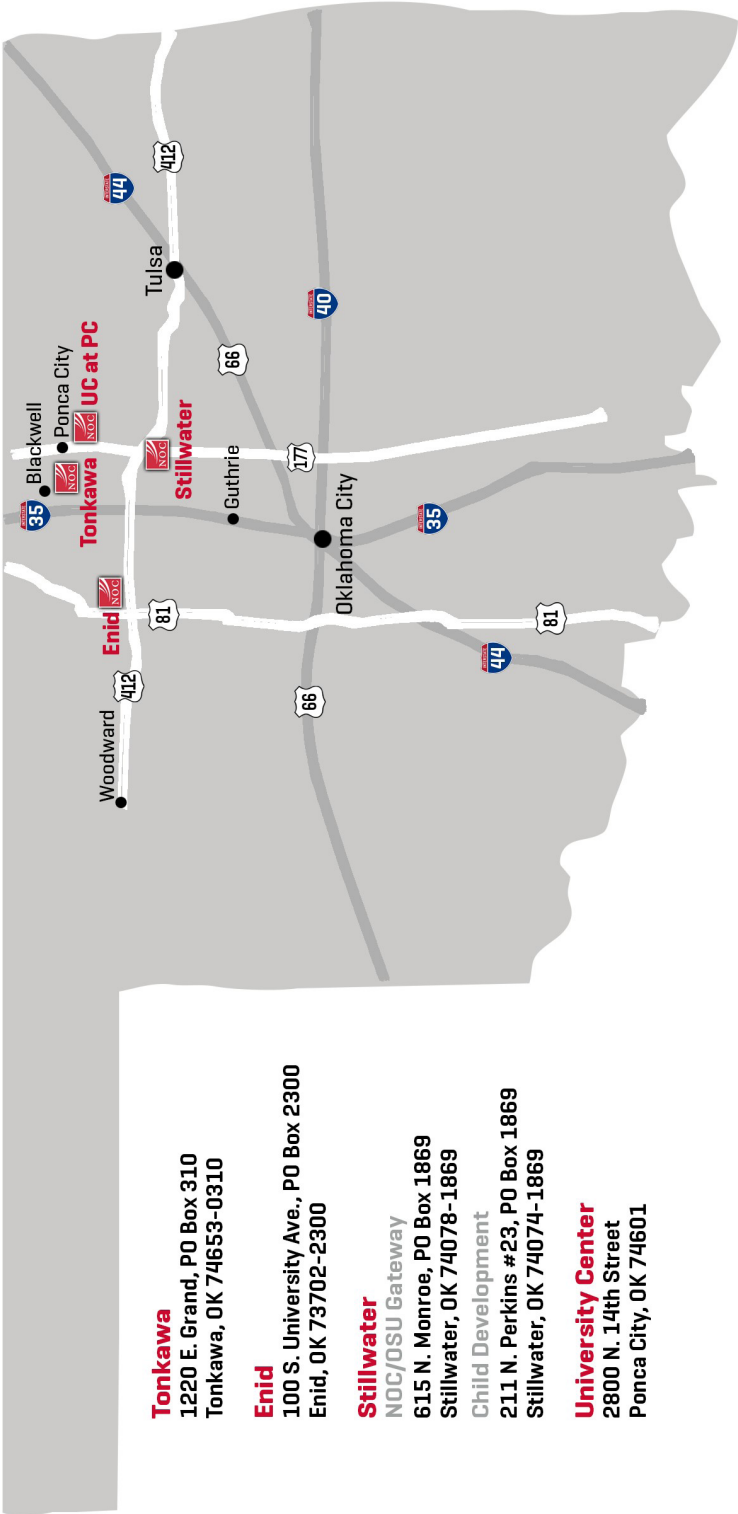 Tonkawa
1220 E. Grand, PO Box 310
Tonkawa, OK 74653-0310
Enid
100 S. University Ave., PO Box 2300
Enid, OK 73702-2300
Stillwater
NOC/OSU Gateway
615 N. Monroe, PO Box 1869
Stillwater, OK 74078-1869
Child Development
211 N. Perkins #23, PO Box 1869
Stillwater, OK 74074-1869
University Center
2800 N. 14th Street
Ponca City, OK 74601
Woodward
412
Enid
NOC
81
35
Blackwell
NOC
Tonkawa
Ponca City
NOC
UC at PC
NOC
Stillwater
Guthrie
Tulsa
44
412
66
177
40
Oklahoma City
66
35
44
81